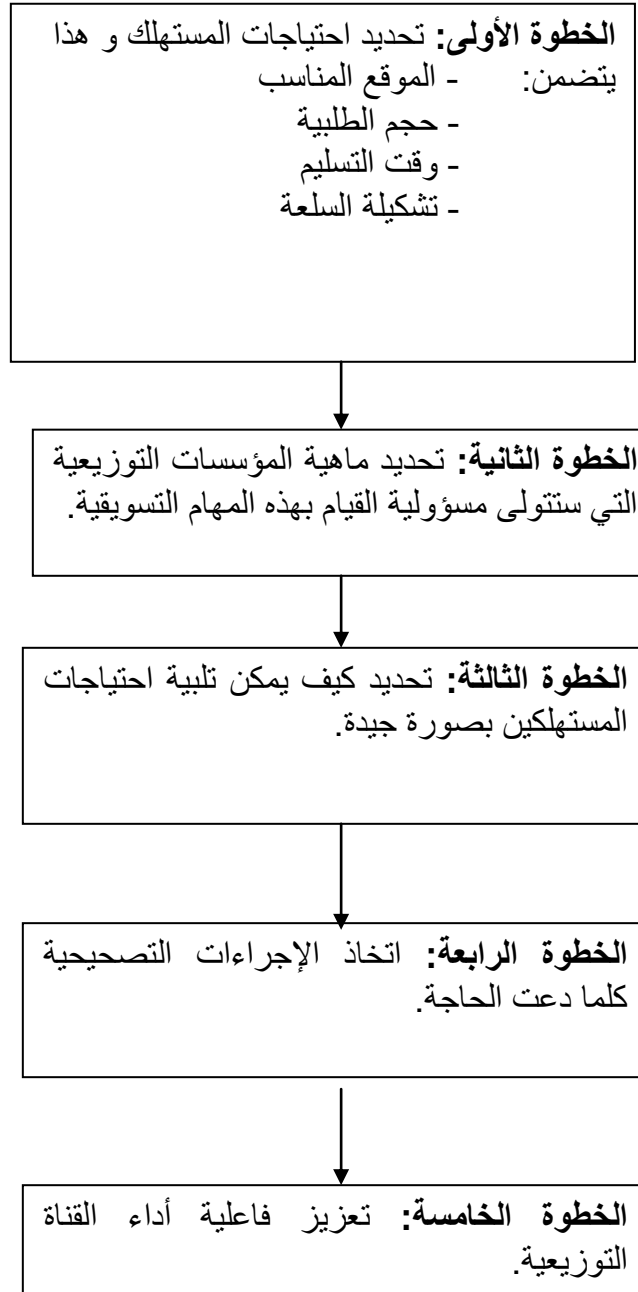 الخطوة الأولى: تحديد احتياجات المستهلك و هذا
يتضمن: - الموقع المناسب
- حجم الطلبية
- وقت التسليم
- تشكيلة السلعة
الخطوة الثانية: تحديد ماهية المؤسسات التوزيعية
التي ستتولى مسؤولية القيام بهذه المهام التسويقية.
الخطوة الثالثة: تحديد كيف يمكن تلبية احتياجات
المستهلكين بصورة جيدة.
الخطوة الرابعة: اتخاذ الإجراءات التصحيحية
كلما دعت الحاجة.
الخطوة الخامسة: تعزيز فاعلية أداء القناة
التوزيعية.